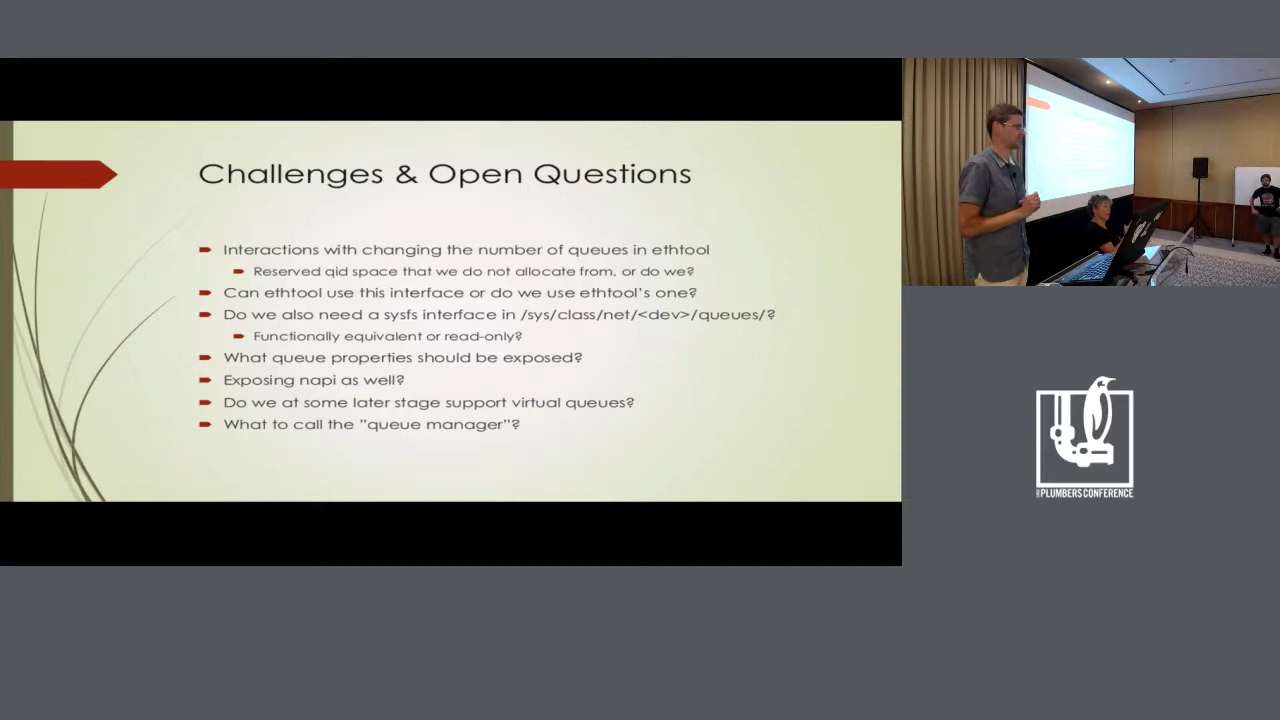 Challenges & Open Questions
Interactions with changing the number of queues in ethtool
Reserved qid space that we do not allocate from, or do we?
Can ethtool use this interface or do we use ethtool's one?
Do we also need a sysfs interface in /sys/class/net/<dev>/queues/?
Functionally equivalent or read-only?
What queue properties should be exposed?
Exposing napi as well?
Do we at some later stage support virtual queues?
What to call the ”queue manager”?
PLUMBERS CONFERENCE